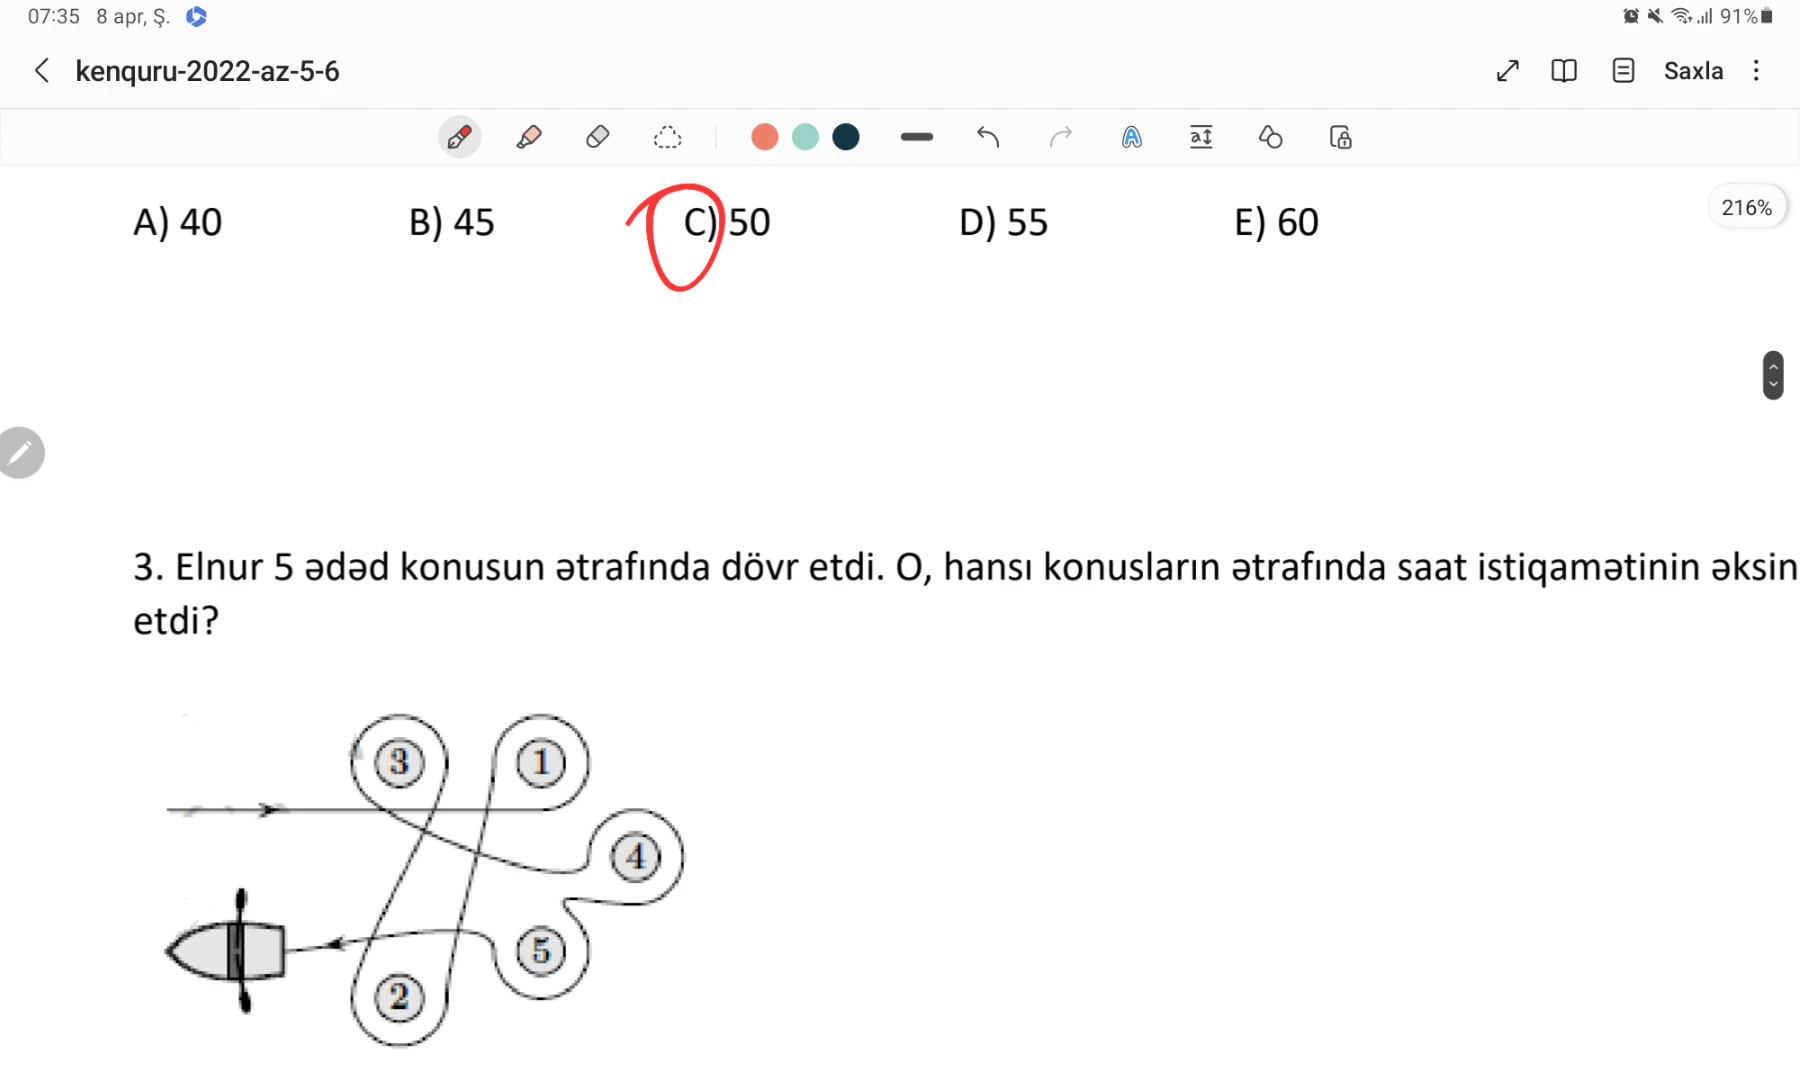 07:35 8 apr, Ş. 91%
kenquru-2022-az-5-6 Saxla
A) 40 B) 45 C) 50 D) 55 E) 60
216%
3. Elnur 5 ədəd konusun ətrafında dövr etdi. O, hansı konusların ətrafında saat istiqamətinin əksin
etdi?
3 1
4
5
2